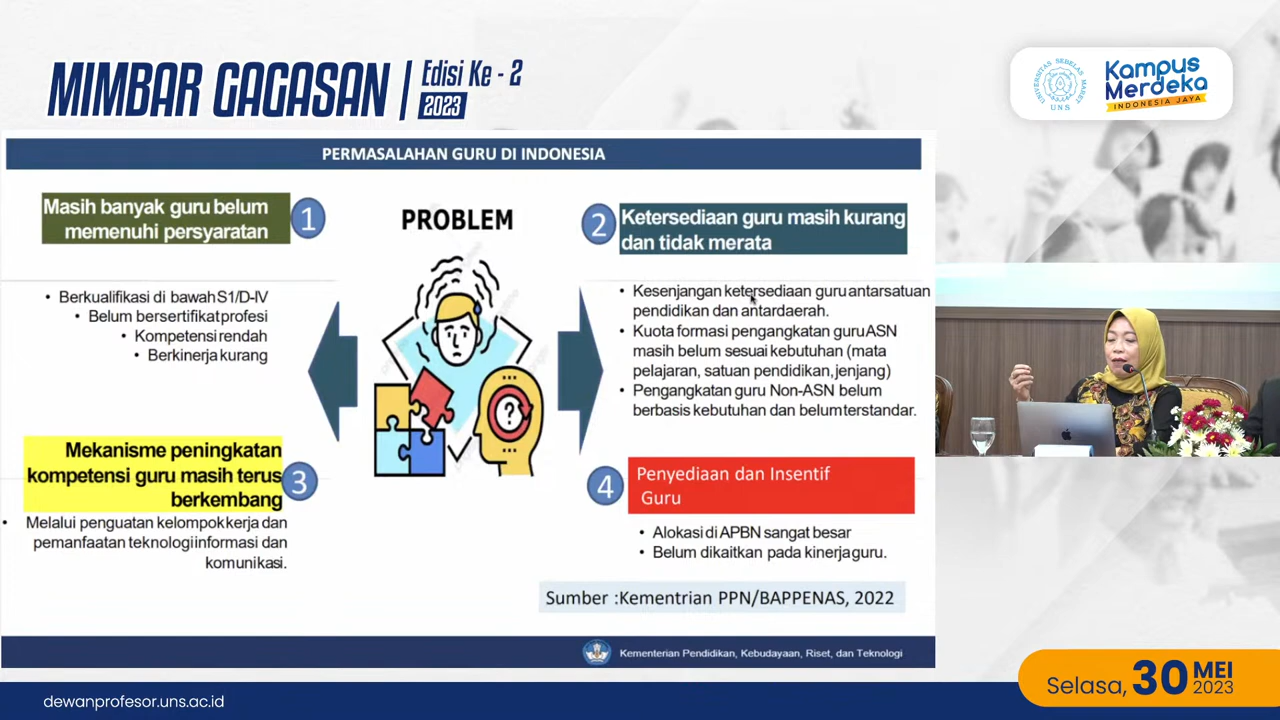 MIMBAR GAGASAN
Edisi Ke - 2
2023
UNIVERSITAS SEBELAS MARET
UNS
Kampus
Merdeka
INDONESIA JAYA
PERMASALAHAN GURU DI INDONESIA
Masih banyak guru belum
memenuhi persyaratan
1
• Berkualifikasi di bawah S1/D-IV
• Belum bersertifikat profesi
• Kompetensi rendah
• Berkinerja kurang
PROBLEM
?
2
Ketersediaan guru masih kurang
dan tidak merata
• Kesenjangan ketersediaan guru antarsatuan
pendidikan dan antardaerah.
• Kuota formasi pengangkatan guru ASN
masih belum sesuai kebutuhan (mata
pelajaran, satuan pendidikan, jenjang)
• Pengangkatan guru Non-ASN belum
berbasis kebutuhan dan belum terstandar.
Mekanisme peningkatan
kompetensi guru masih terus
berkembang
3
• Melalui penguatan kelompok kerja dan
pemanfaatan teknologi informasi dan
komunikasi.
4
Penyediaan dan Insentif
Guru
• Alokasi di APBN sangat besar
• Belum dikaitkan pada kinerja guru.
Sumber :Kementrian PPN/BAPPENAS, 2022
Kementerian Pendidikan, Kebudayaan, Riset, dan Teknologi
dewanprofesor.uns.ac.id
Selasa, 30 MEI
2023